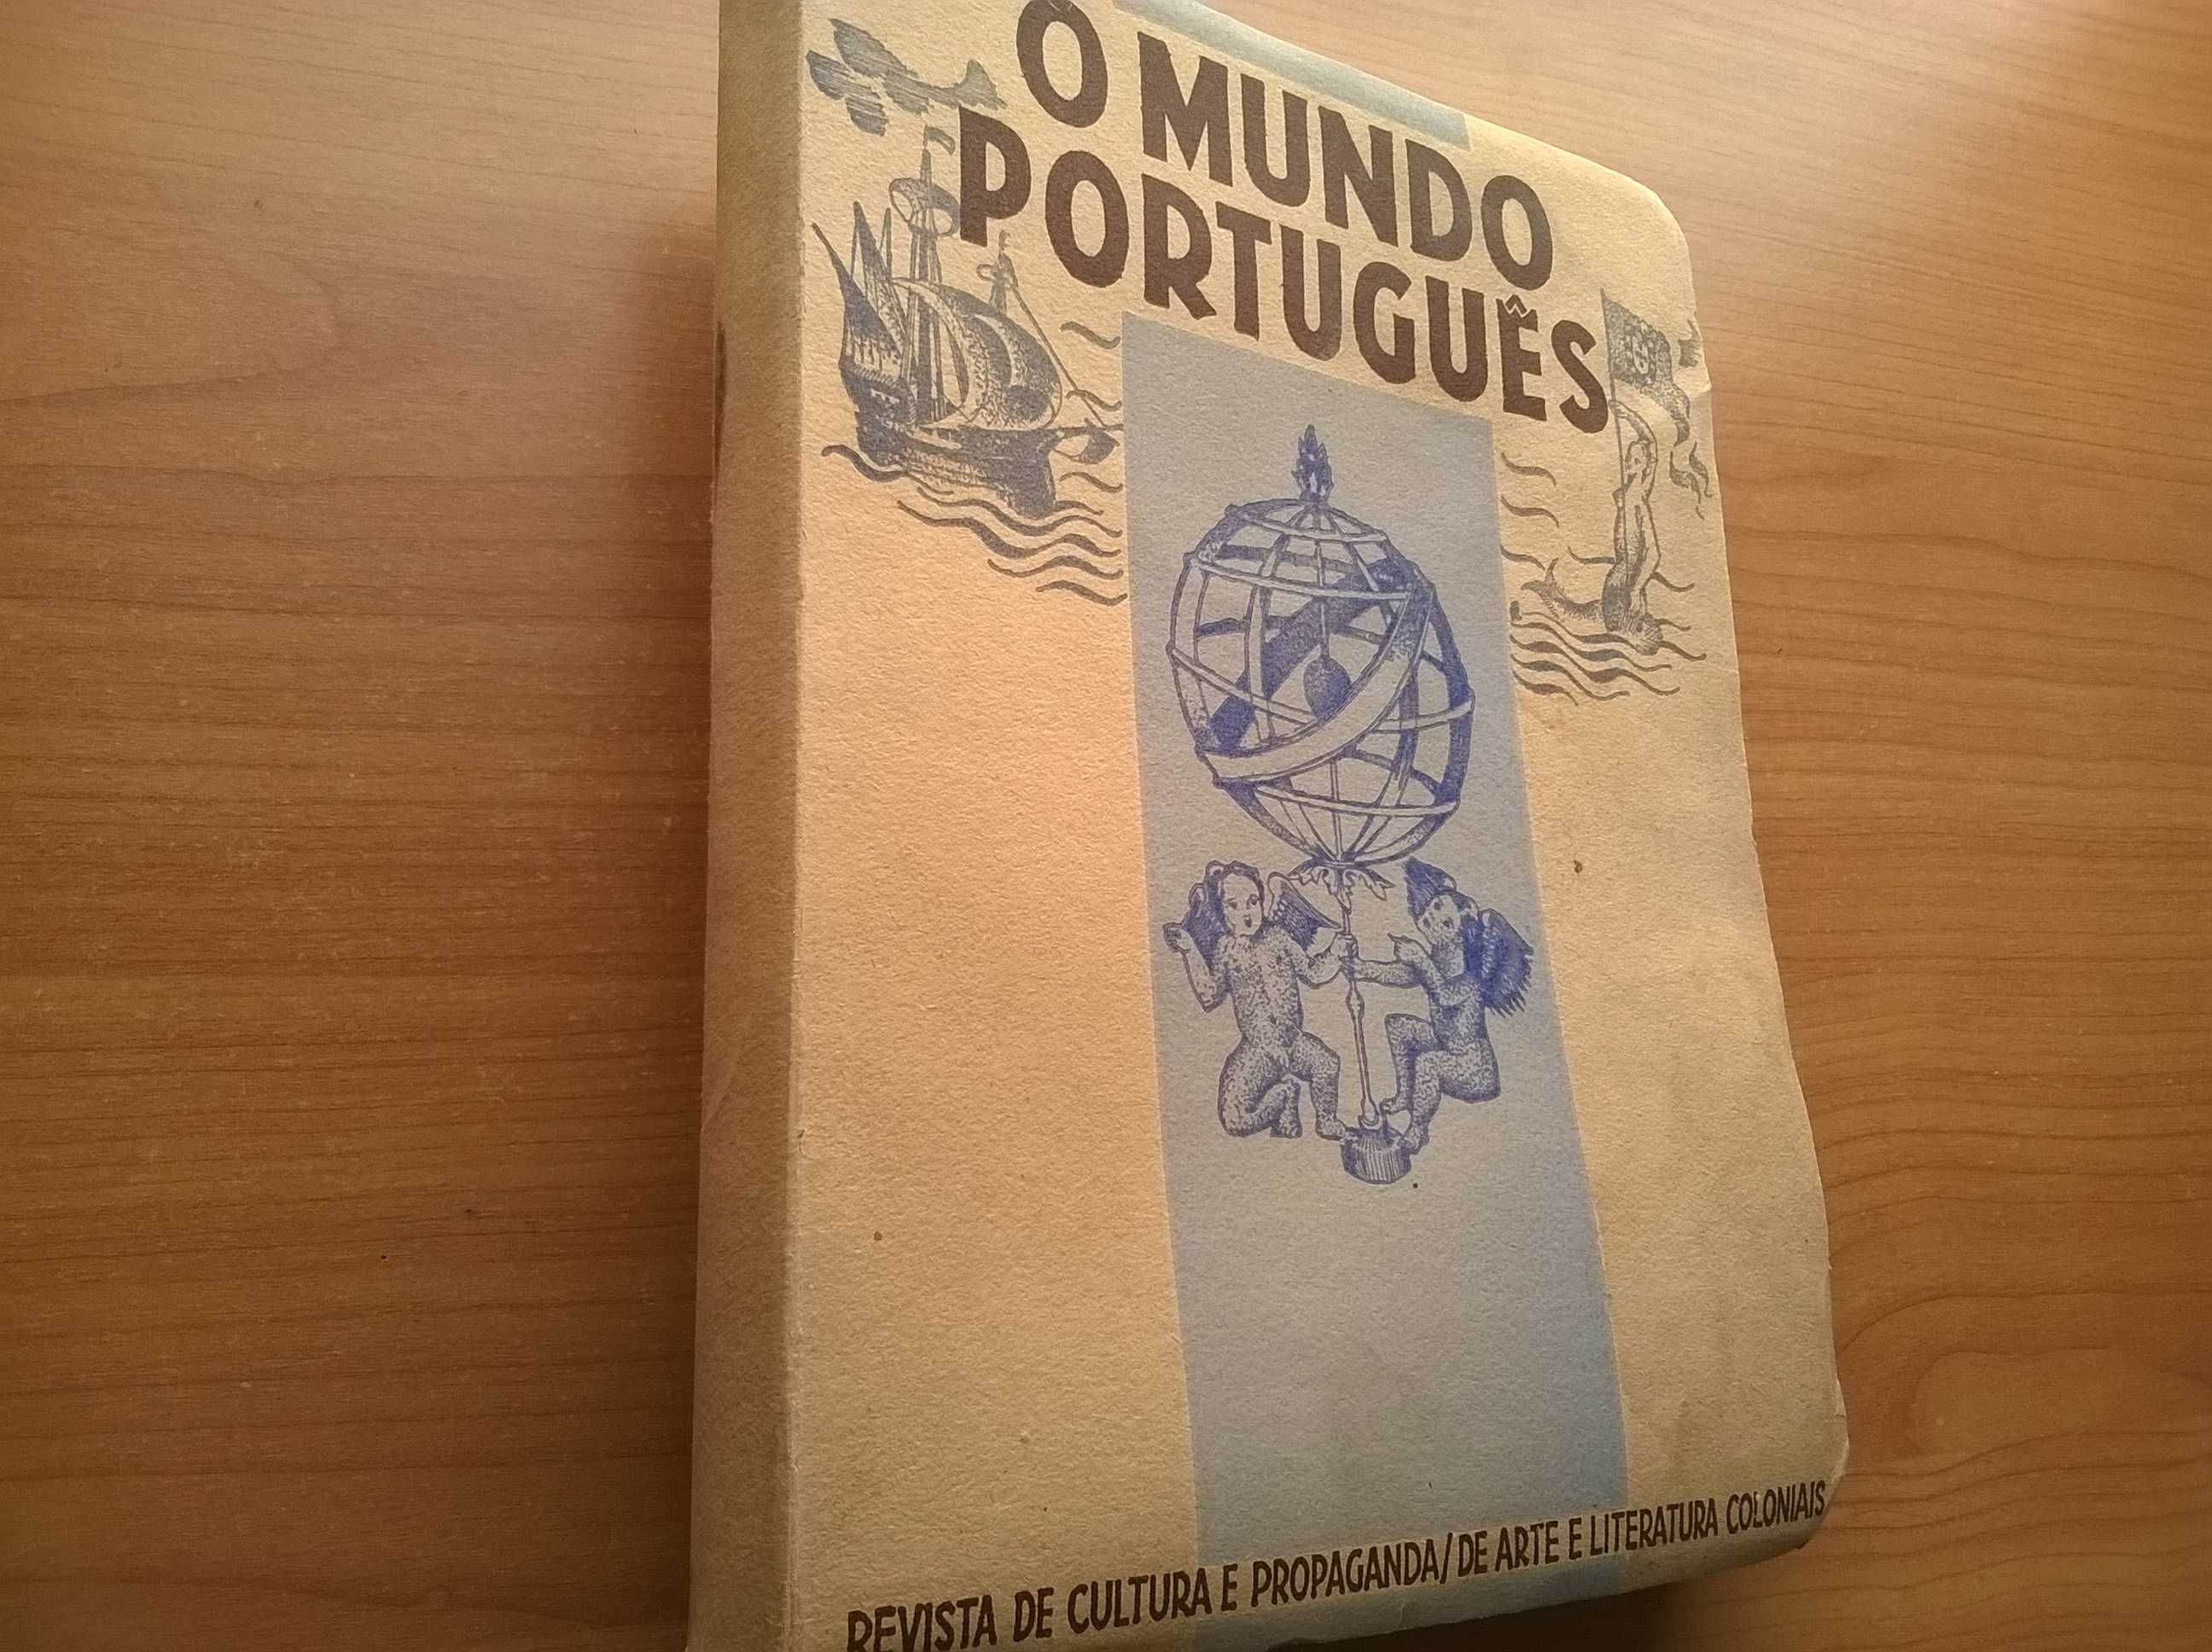 O MUNDO
PORTUGUÊS
REVISTA DE CULTURA E PROPAGANDA/DE ARTE E LITERATURA COLONIAIS